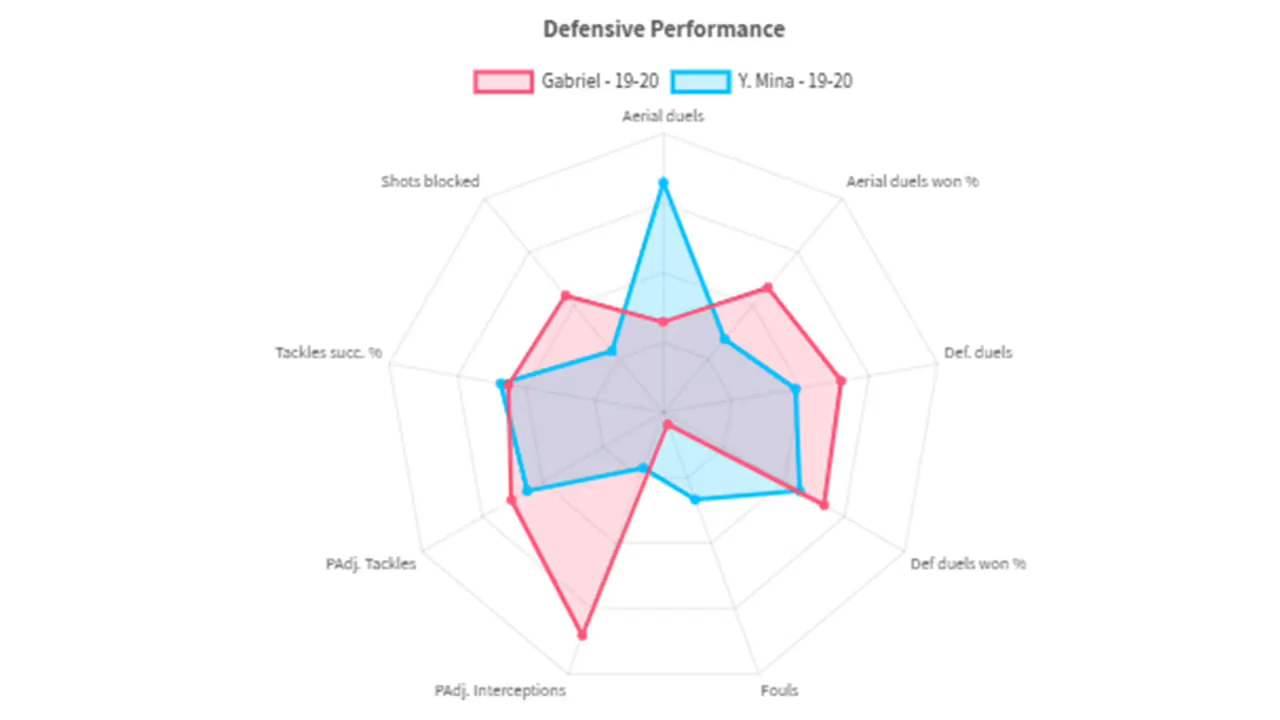 Defensive Performance
Gabriel - 19-20 Y. Mina - 19-20
Aerial duels
Shots blocked
Aerial duels won %
Tackles succ. %
Def. duels
PAdj. Tackles
Def duels won %
PAdj. Interceptions
Fouls